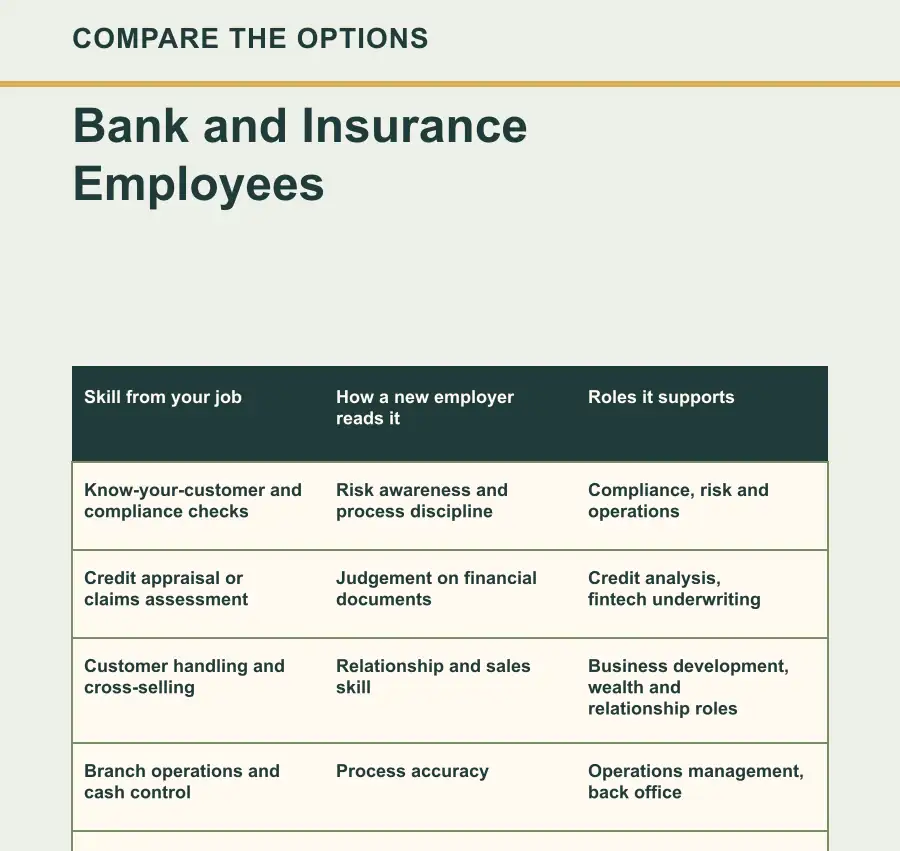 COMPARE THE OPTIONS
Bank and Insurance
Employees
Skill from your job
How a new employer
reads it
Roles it supports
Know-your-customer and
compliance checks
Risk awareness and
process discipline
Compliance, risk and
operations
Credit appraisal or
claims assessment
Judgement on financial
documents
Credit analysis,
fintech underwriting
Customer handling and
cross-selling
Relationship and sales
skill
Business development,
wealth and
relationship roles
Branch operations and
cash control
Process accuracy
Operations management,
back office